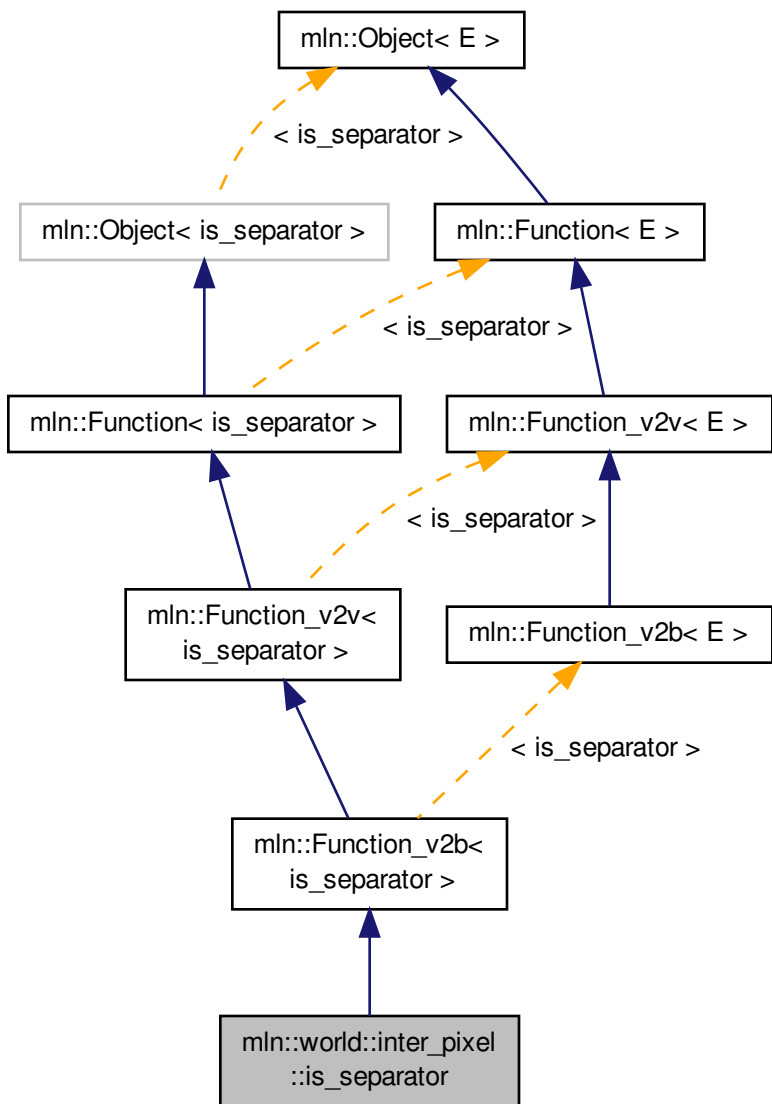 mln::Object< E >
< is_separator >
mln::Object< is_separator >
mln::Function< E >
< is_separator >
mln::Function< is_separator >
mln::Function_v2v< E >
< is_separator >
mln::Function_v2v<
is_separator >
mln::Function_v2b< E >
< is_separator >
mln::Function_v2b<
is_separator >
mln::world::inter_pixel
::is_separator